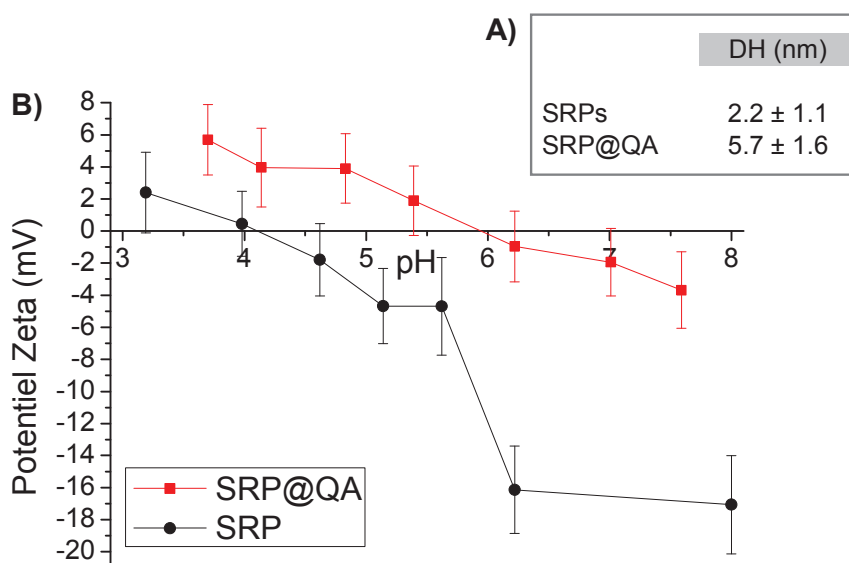 A)
DH (nm)
SRPs 2.2 ± 1.1
SRP@QA 5.7 ± 1.6
B)
8
6
4
2
0
-2
-4
-6
-8
-10
-12
-14
-16
-18
-20
Potentiel Zeta (mV)
3 4 5 6 7 8
pH
SRP@QA
SRP